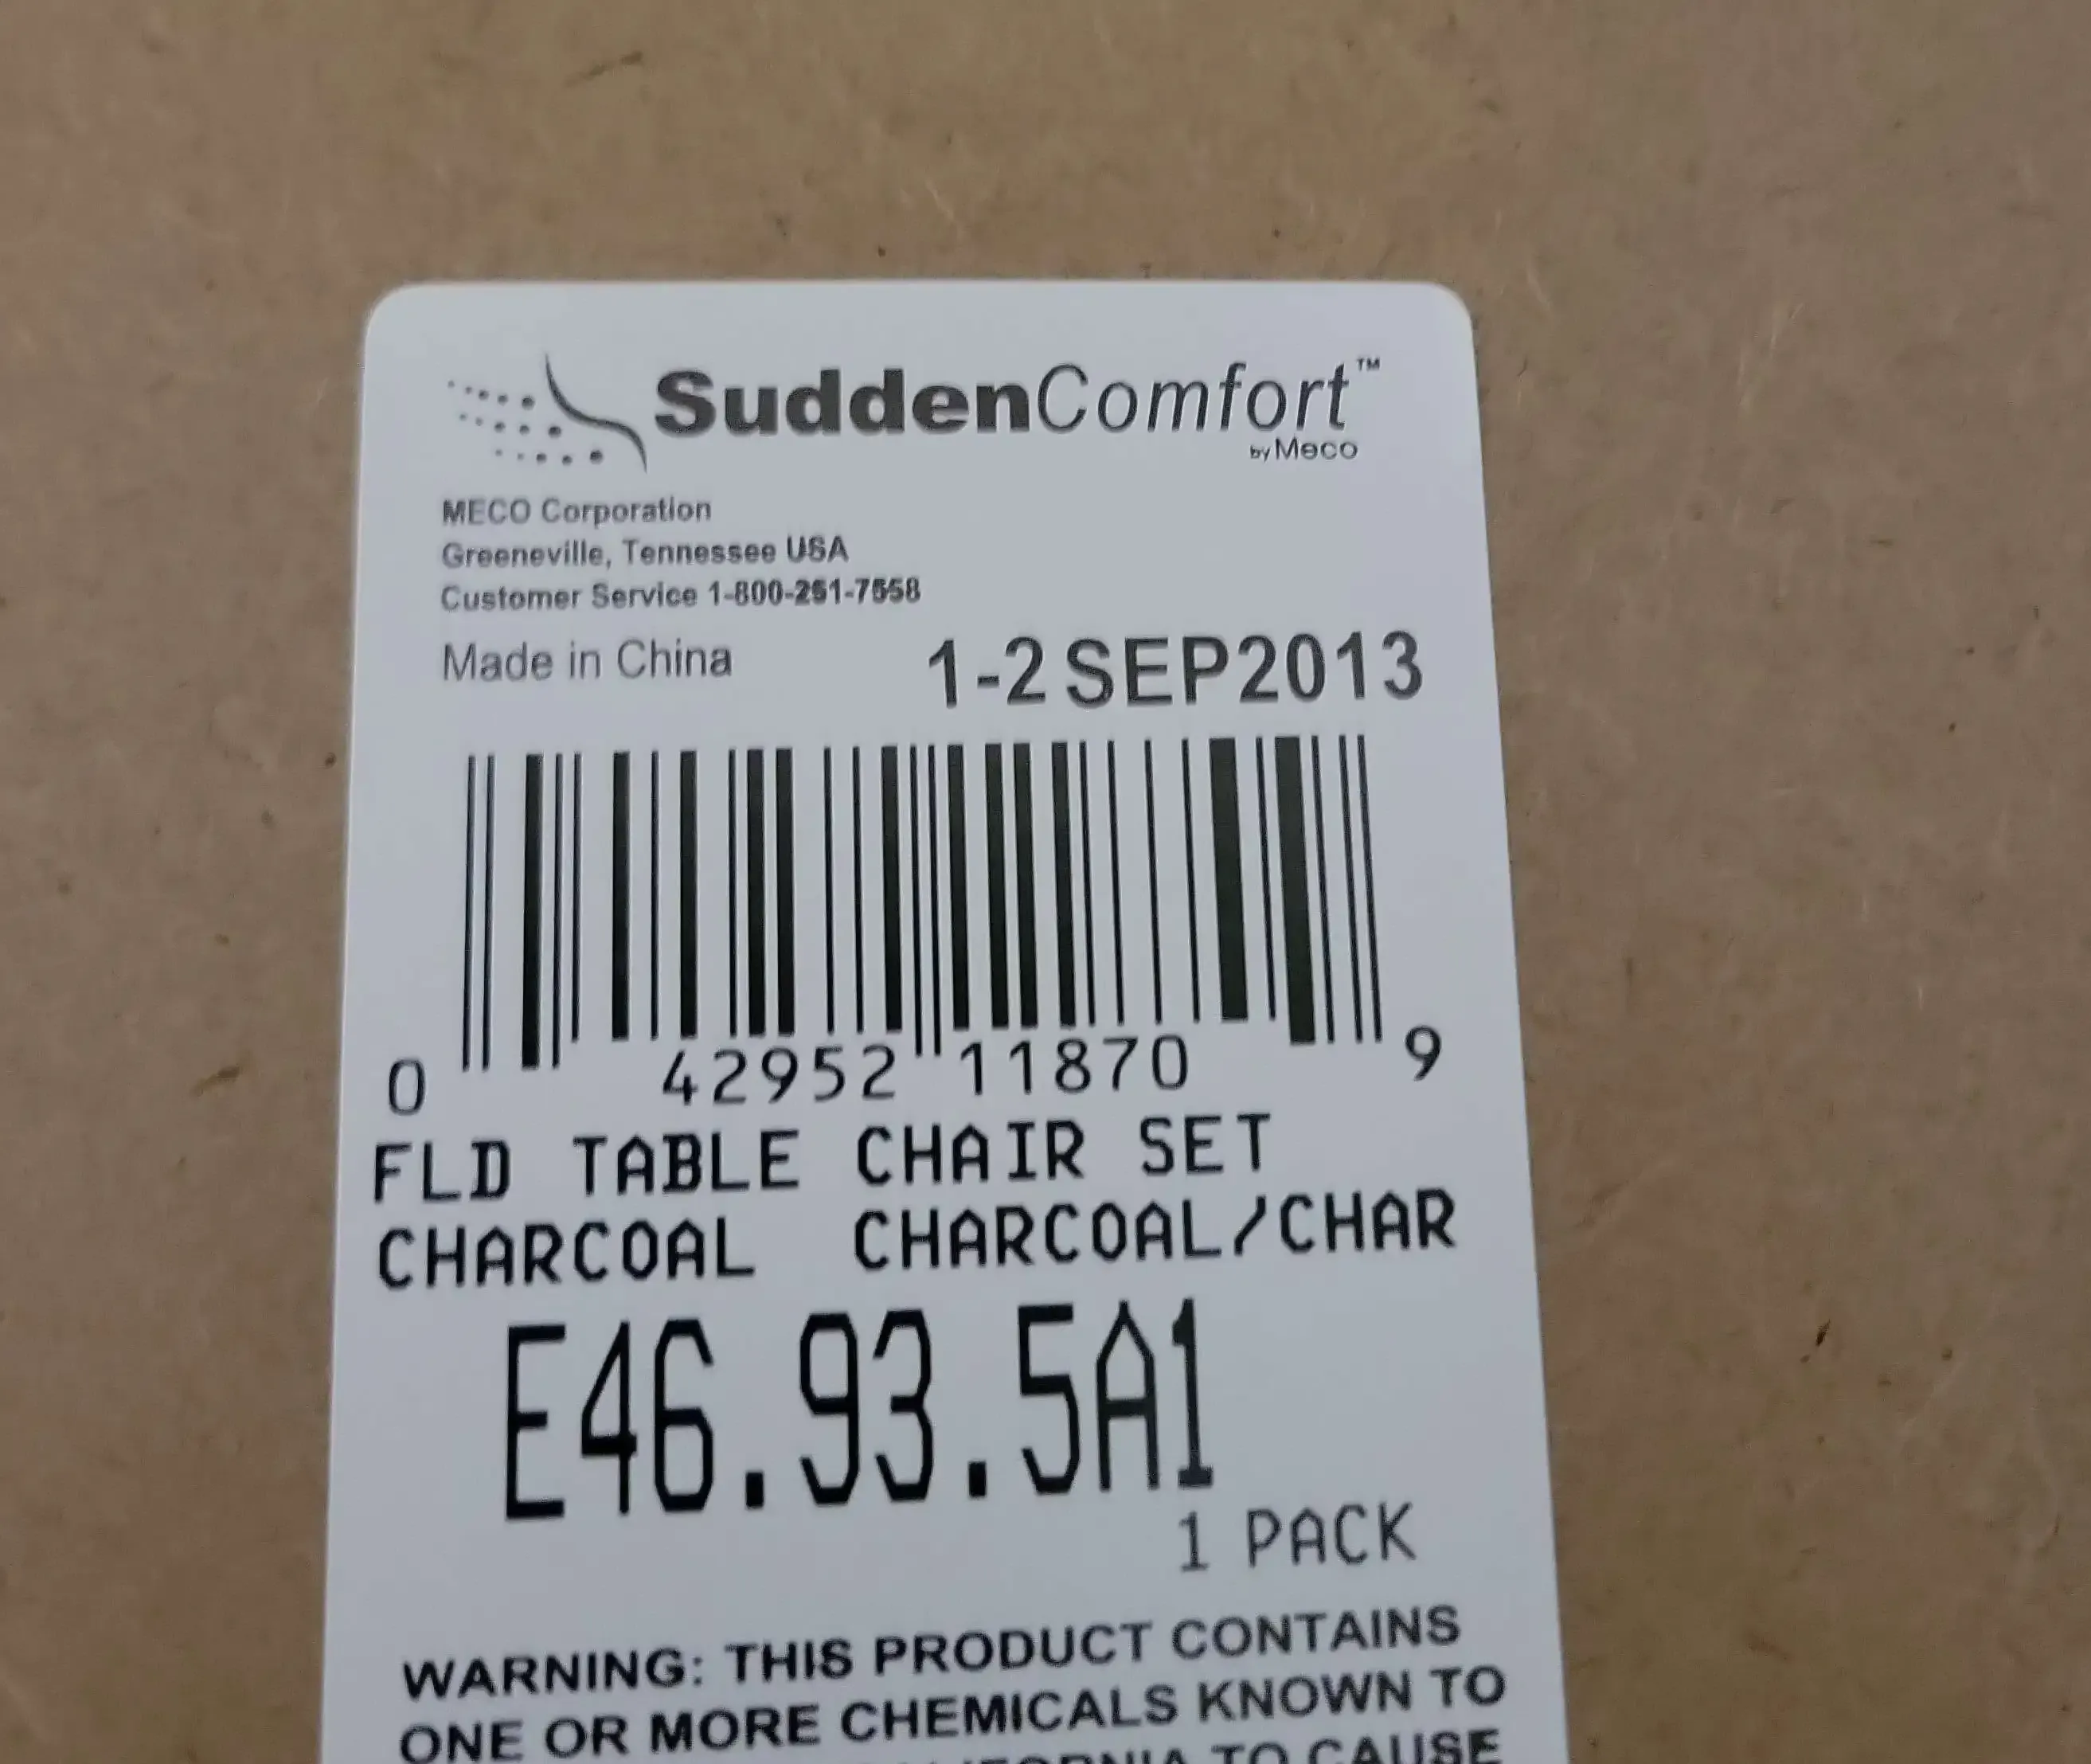 SuddenComfort™
by Meco
MECO Corporation
Greeneville, Tennessee USA
Customer Service 1-800-251-7558
Made in China
1-2 SEP2013
0 42952 11870 9
FLD TABLE CHAIR SET
CHARCOAL CHARCOAL/CHAR
E46.93.5A1
1 PACK
WARNING: THIS PRODUCT CONTAINS
ONE OR MORE CHEMICALS KNOWN TO
TO CAUSE